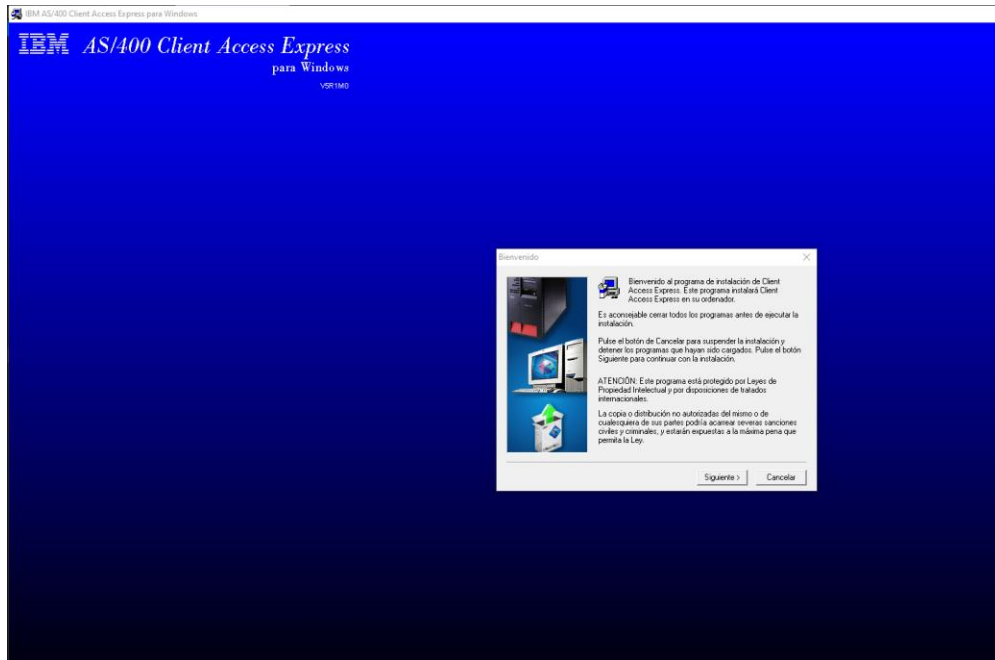 IBM AS/400 Client Access Express para Windows
IBM AS/400 Client Access Express
para Windows
V5R1M0
Bienvenido
Bienvenido al programa de instalación de Client
Access Express. Este programa instalará Client
Access Express en su ordenador.
Es aconsejable cerrar todos los programas antes de ejecutar la
instalación.
Pulse el botón de Cancelar para suspender la instalación y
detener los programas que hayan sido cargados. Pulse el botón
Siguiente para continuar con la instalación.
ATENCIÓN: Este programa está protegido por Leyes de
Propiedad Intelectual y por disposiciones de tratados
internacionales.
La copia o distribución no autorizadas del mismo o de
cualesquiera de sus partes podría acarrear severas sanciones
civiles y criminales, y estarán expuestas a la máxima pena que
permita la Ley.
Siguiente >
Cancelar